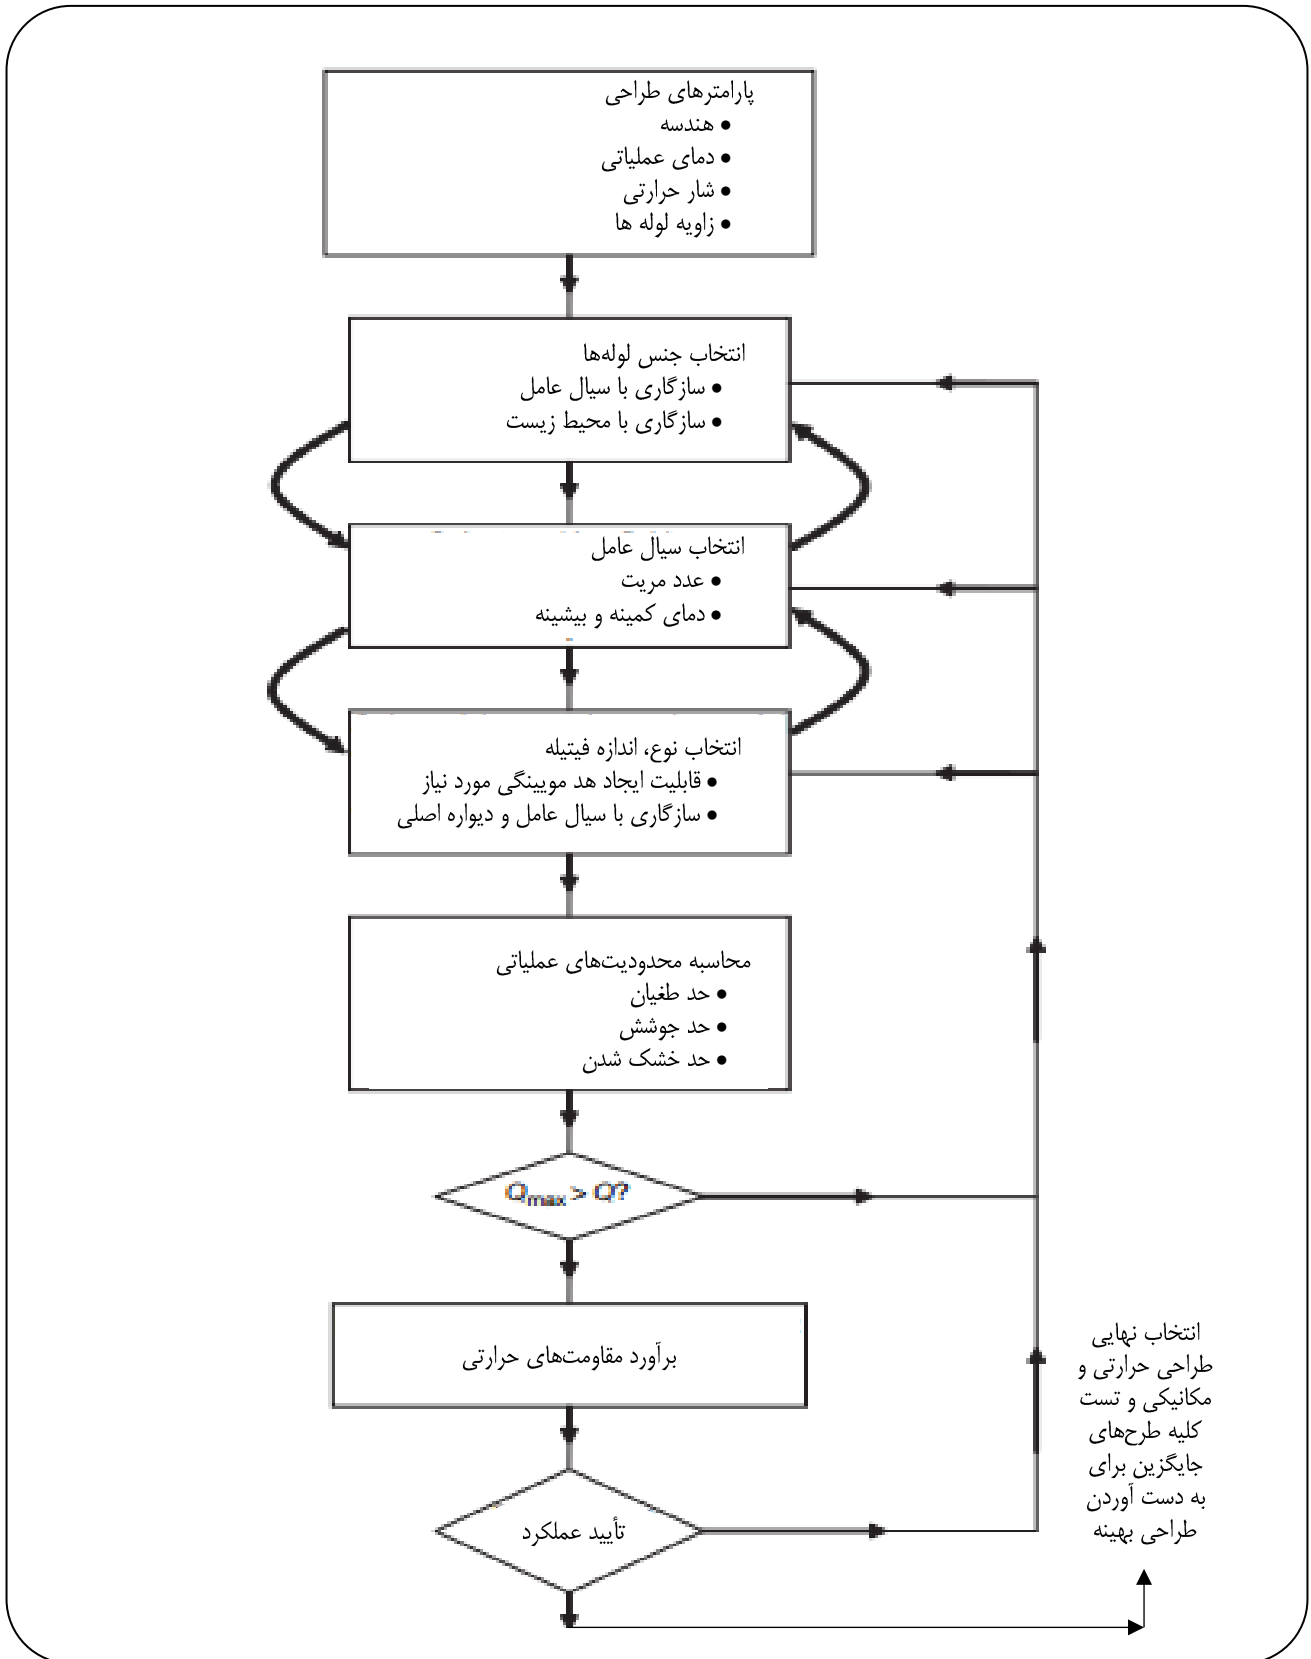 پارامترهای طراحی
• هندسه
• دمای عملیاتی
• شار حرارتی
• زاویه لوله ها
انتخاب جنس لوله‌ها
• سازگاری با سیال عامل
• سازگاری با محیط زیست
انتخاب سیال عامل
• عدد مریت
• دمای کمینه و بیشینه
انتخاب نوع، اندازه فیتیله
• قابلیت ایجاد هد مویینگی مورد نیاز
• سازگاری با سیال عامل و دیواره اصلی
محاسبه محدودیت‌های عملیاتی
• حد طغیان
• حد جوشش
• حد خشک شدن
Qmax > Q?
برآورد مقاومت‌های حرارتی
تأیید عملکرد
انتخاب نهایی
طراحی حرارتی و
مکانیکی و تست
کلیه طرح‌های
جایگزین برای
به دست آوردن
طراحی بهینه